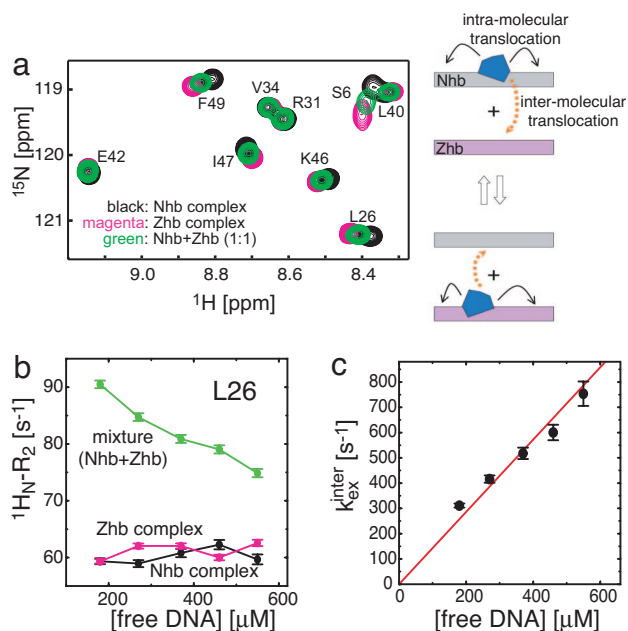 a
119
120
121
¹⁵N [ppm]
F49
V34
R31
S6
L40
E42
I47
K46
L26
black: Nhb complex
magenta: Zhb complex
green: Nhb+Zhb (1:1)
9.0
8.8
8.6
8.4
¹H [ppm]
intra-molecular
translocation
Nhb
+
inter-molecular
translocation
Zhb
+
b
L26
90
80
70
60
¹H_N-R₂ [s⁻¹]
mixture
(Nhb+Zhb)
Zhb complex
Nhb complex
200
400
600
[free DNA] [µM]
c
800
700
600
500
400
300
200
100
0
k_ex^inter [s⁻¹]
0
200
400
600
[free DNA] [µM]